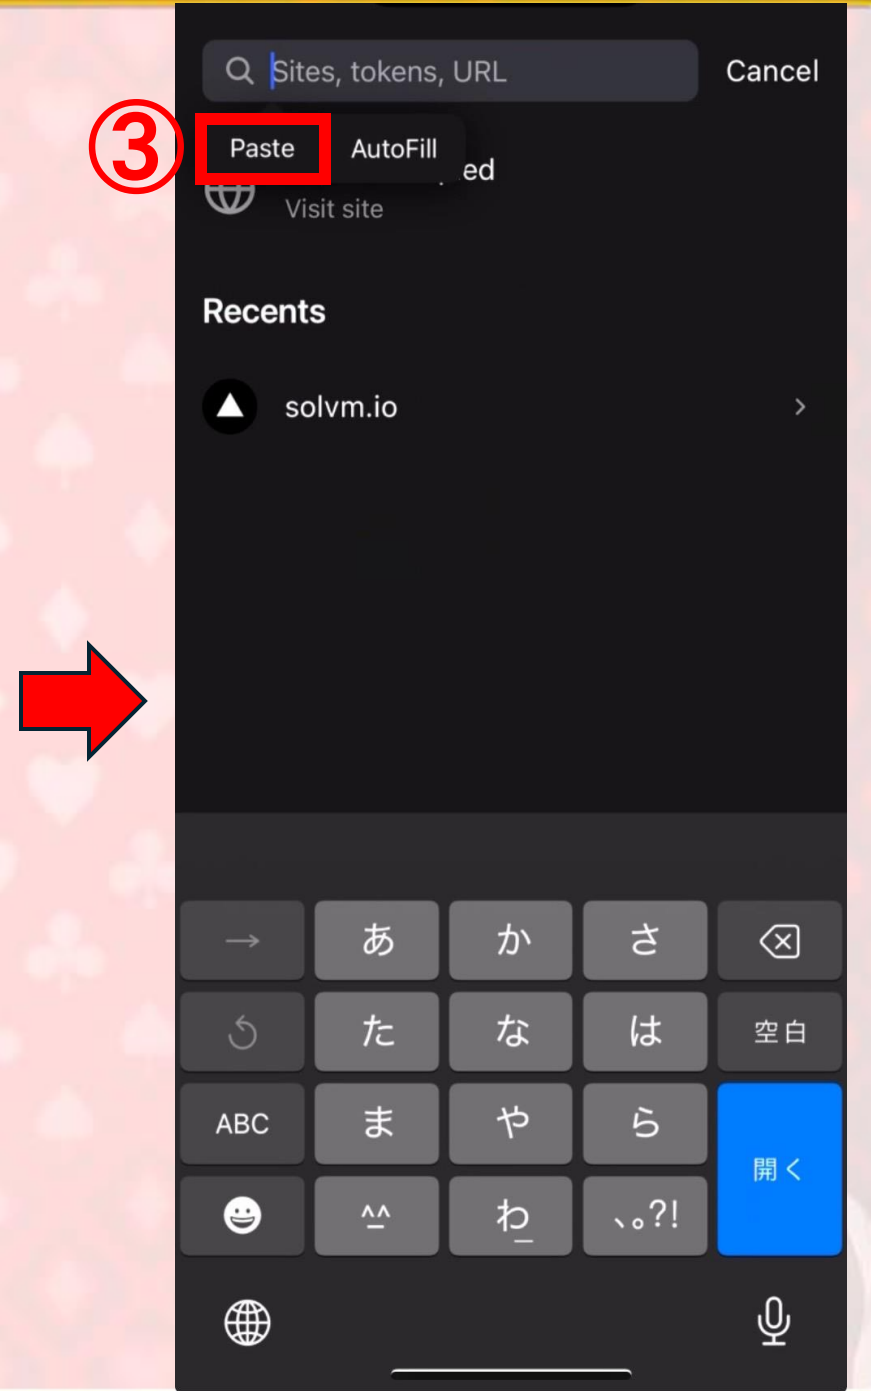 Sites, tokens, URL
Cancel
③
Paste
AutoFill
ed
Visit site
Recents
solvm.io
→
あ
か
さ
た
な
は
空白
ABC
ま
や
ら
開く
^^
わ
、。?!